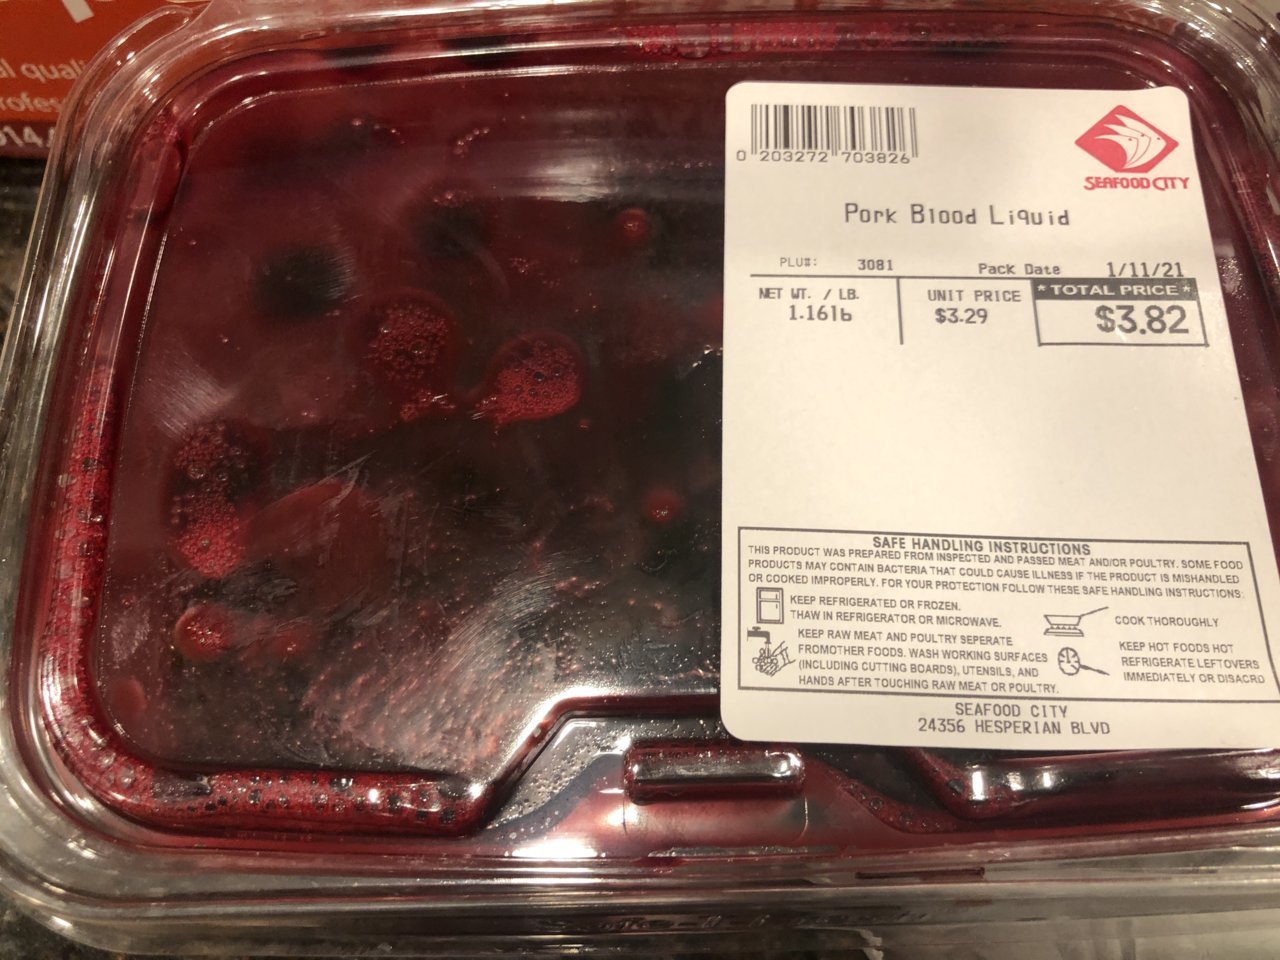 al quali
rofes
014/
0 203272 703826
SEAFOOD CITY
Pork Blood Liquid
PLU#: 3081 Pack Date 1/11/21
NET WT. / LB. UNIT PRICE * TOTAL PRICE *
1.16lb $3.29 $3.82
SAFE HANDLING INSTRUCTIONS
THIS PRODUCT WAS PREPARED FROM INSPECTED AND PASSED MEAT AND/OR POULTRY. SOME FOOD
PRODUCTS MAY CONTAIN BACTERIA THAT COULD CAUSE ILLNESS IF THE PRODUCT IS MISHANDLED
OR COOKED IMPROPERLY. FOR YOUR PROTECTION FOLLOW THESE SAFE HANDLING INSTRUCTIONS:
KEEP REFRIGERATED OR FROZEN.
THAW IN REFRIGERATOR OR MICROWAVE.
COOK THOROUGHLY
KEEP RAW MEAT AND POULTRY SEPERATE
FROMOTHER FOODS. WASH WORKING SURFACES
(INCLUDING CUTTING BOARDS), UTENSILS, AND
HANDS AFTER TOUCHING RAW MEAT OR POULTRY.
KEEP HOT FOODS HOT
REFRIGERATE LEFTOVERS
IMMEDIATELY OR DISACRD
SEAFOOD CITY
24356 HESPERIAN BLVD